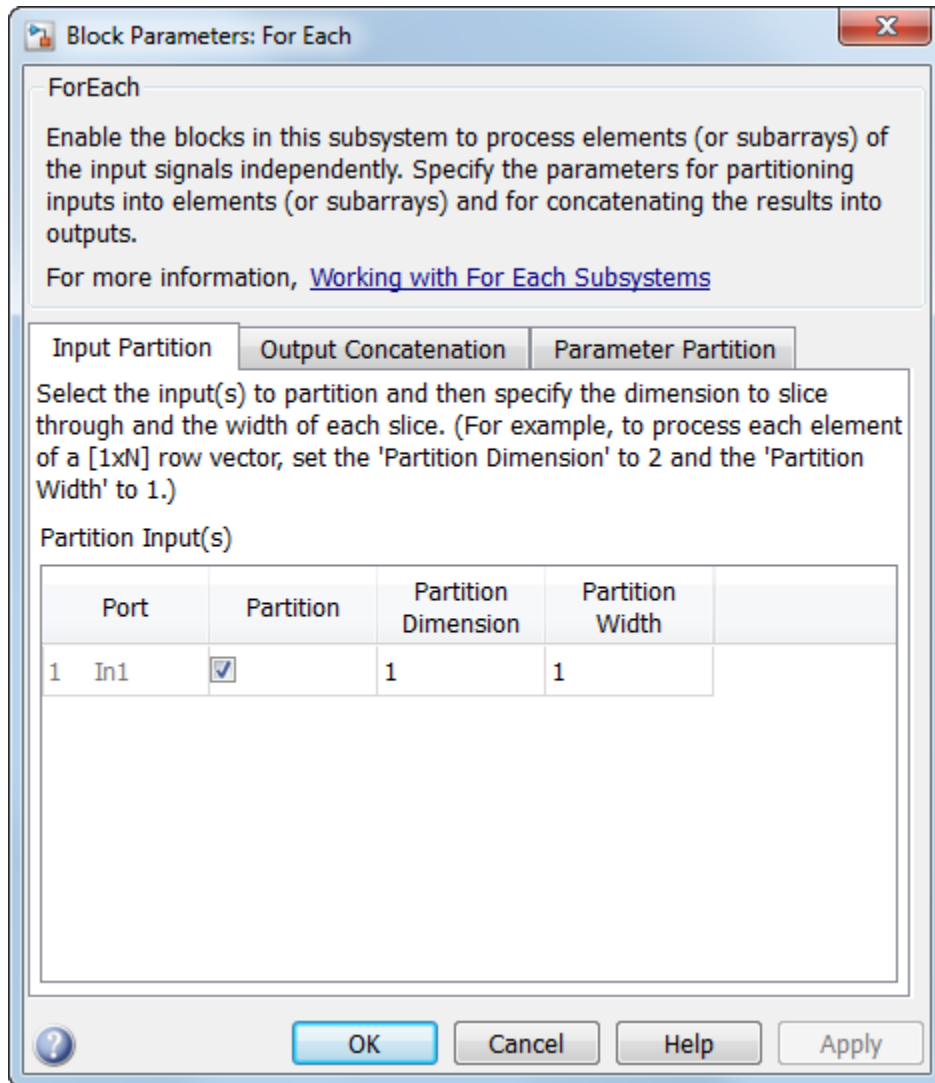 Block Parameters: For Each
X
ForEach
Enable the blocks in this subsystem to process elements (or subarrays) of
the input signals independently. Specify the parameters for partitioning
inputs into elements (or subarrays) and for concatenating the results into
outputs.
For more information, Working with For Each Subsystems
Input Partition Output Concatenation Parameter Partition
Select the input(s) to partition and then specify the dimension to slice
through and the width of each slice. (For example, to process each element
of a [1xN] row vector, set the 'Partition Dimension' to 2 and the 'Partition
Width' to 1.)
Partition Input(s)
Port Partition Partition Dimension Partition Width
1 In1 1 1
? OK Cancel Help Apply